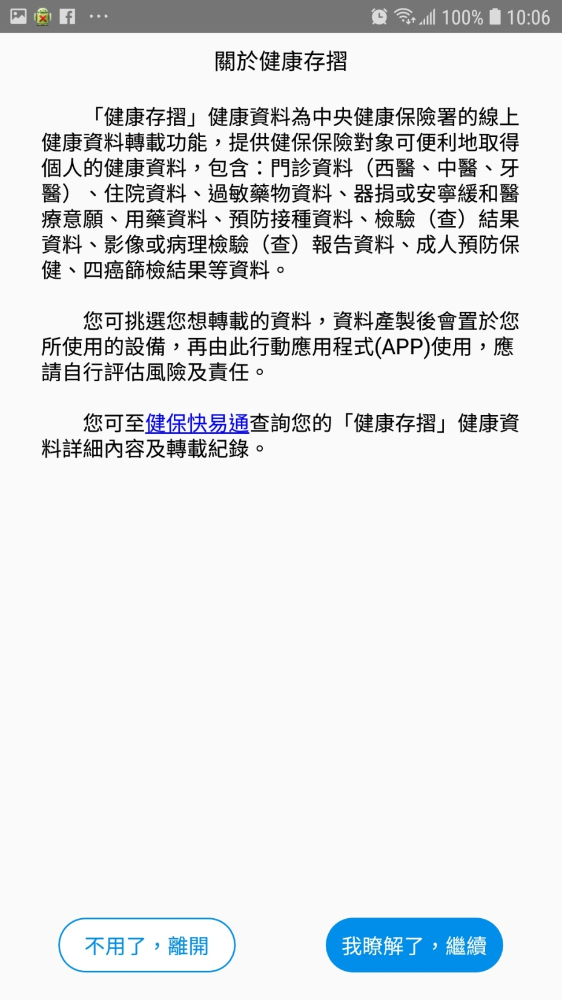 100% 10:06
關於健康存摺
「健康存摺」健康資料為中央健康保險署的線上
健康資料轉載功能，提供健保保險對象可便利地取得
個人的健康資料，包含：門診資料（西醫、中醫、牙
醫）、住院資料、過敏藥物資料、器捐或安寧緩和醫
療意願、用藥資料、預防接種資料、檢驗（查）結果
資料、影像或病理檢驗（查）報告資料、成人預防保
健、四癌篩檢結果等資料。
您可挑選您想轉載的資料，資料產製後會置於您
所使用的設備，再由此行動應用程式(APP)使用，應
請自行評估風險及責任。
您可至健保快易通查詢您的「健康存摺」健康資
料詳細內容及轉載紀錄。
不用了，離開
我瞭解了，繼續